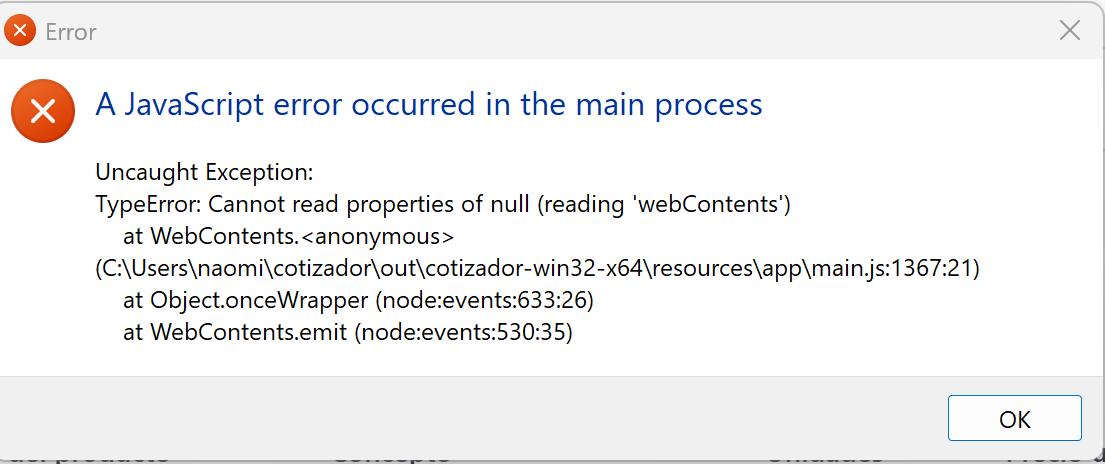 Error
A JavaScript error occurred in the main process
Uncaught Exception:
TypeError: Cannot read properties of null (reading 'webContents')
at WebContents.<anonymous>
(C:\Users\naomi\cotizador\out\cotizador-win32-x64\resources\app\main.js:1367:21)
at Object.onceWrapper (node:events:633:26)
at WebContents.emit (node:events:530:35)
OK